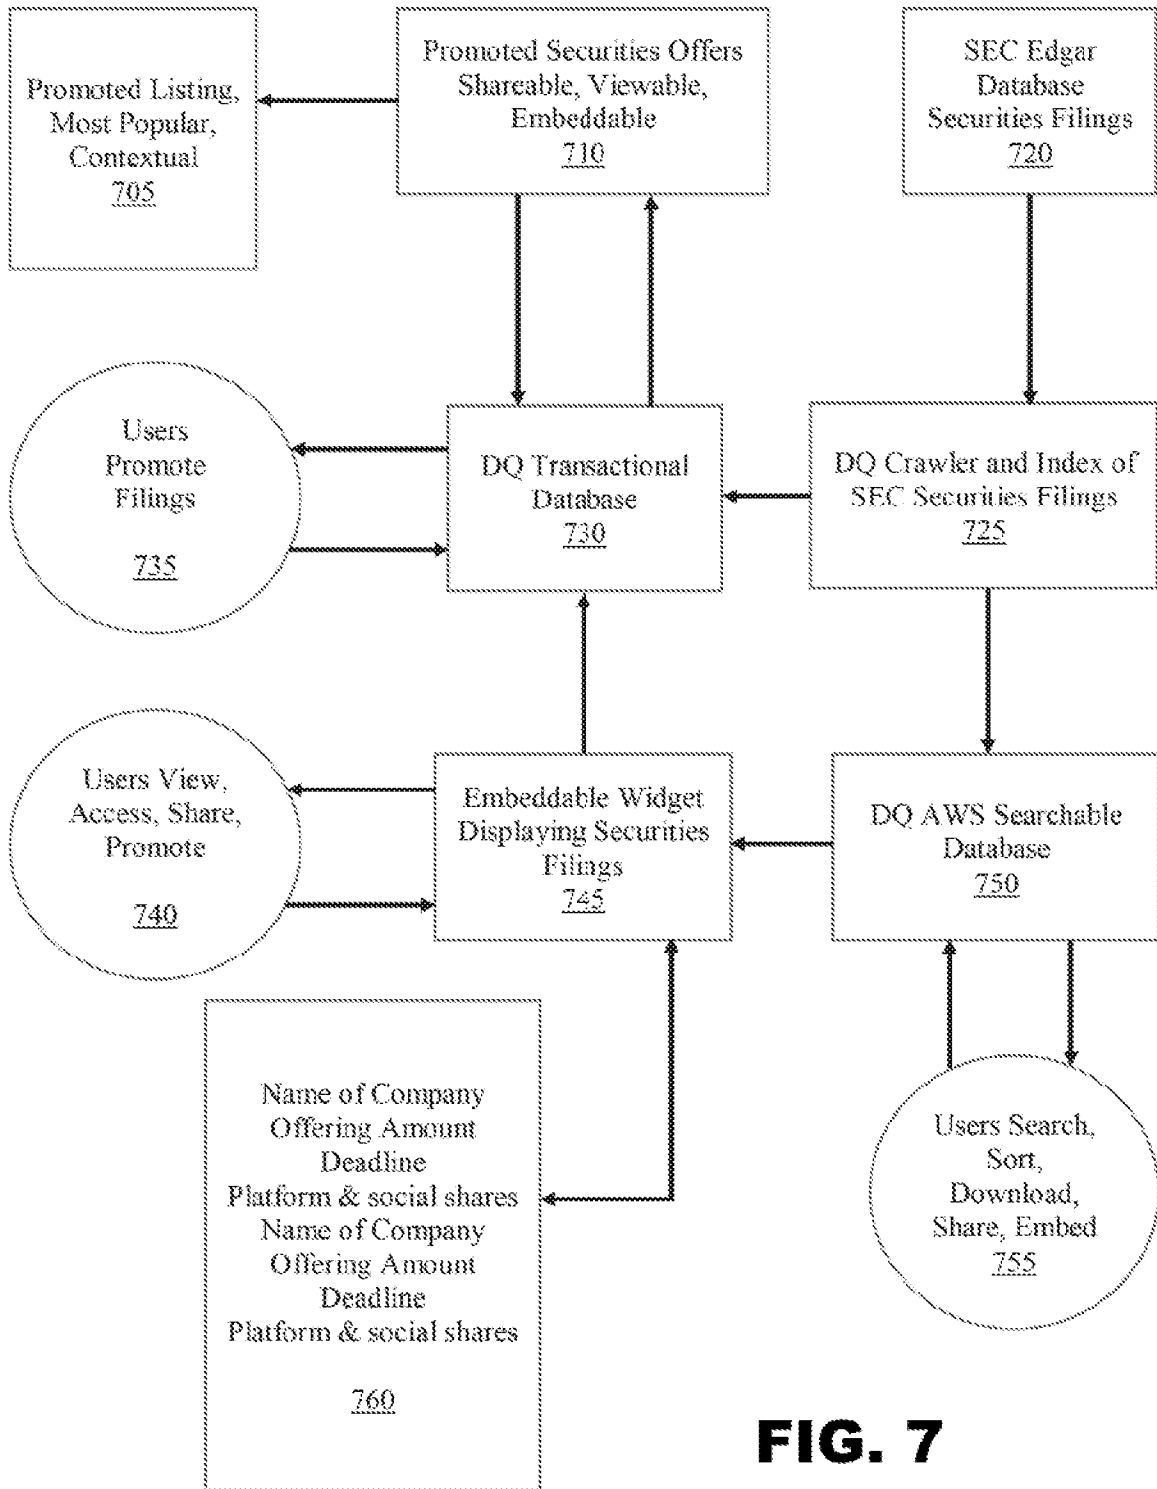 Promoted Listing,
Most Popular,
Contextual
705
Promoted Securities Offers
Shareable, Viewable,
Embeddable
710
SEC Edgar
Database
Securities Filings
720
Users
Promote
Filings
735
DQ Transactional
Database
730
DQ Crawler and Index of
SEC Securities Filings
725
Users View,
Access, Share,
Promote
740
Embeddable Widget
Displaying Securities
Filings
745
DQ AWS Searchable
Database
750
Name of Company
Offering Amount
Deadline
Platform & social shares
Name of Company
Offering Amount
Deadline
Platform & social shares
760
Users Search,
Sort,
Download,
Share, Embed
755
FIG. 7